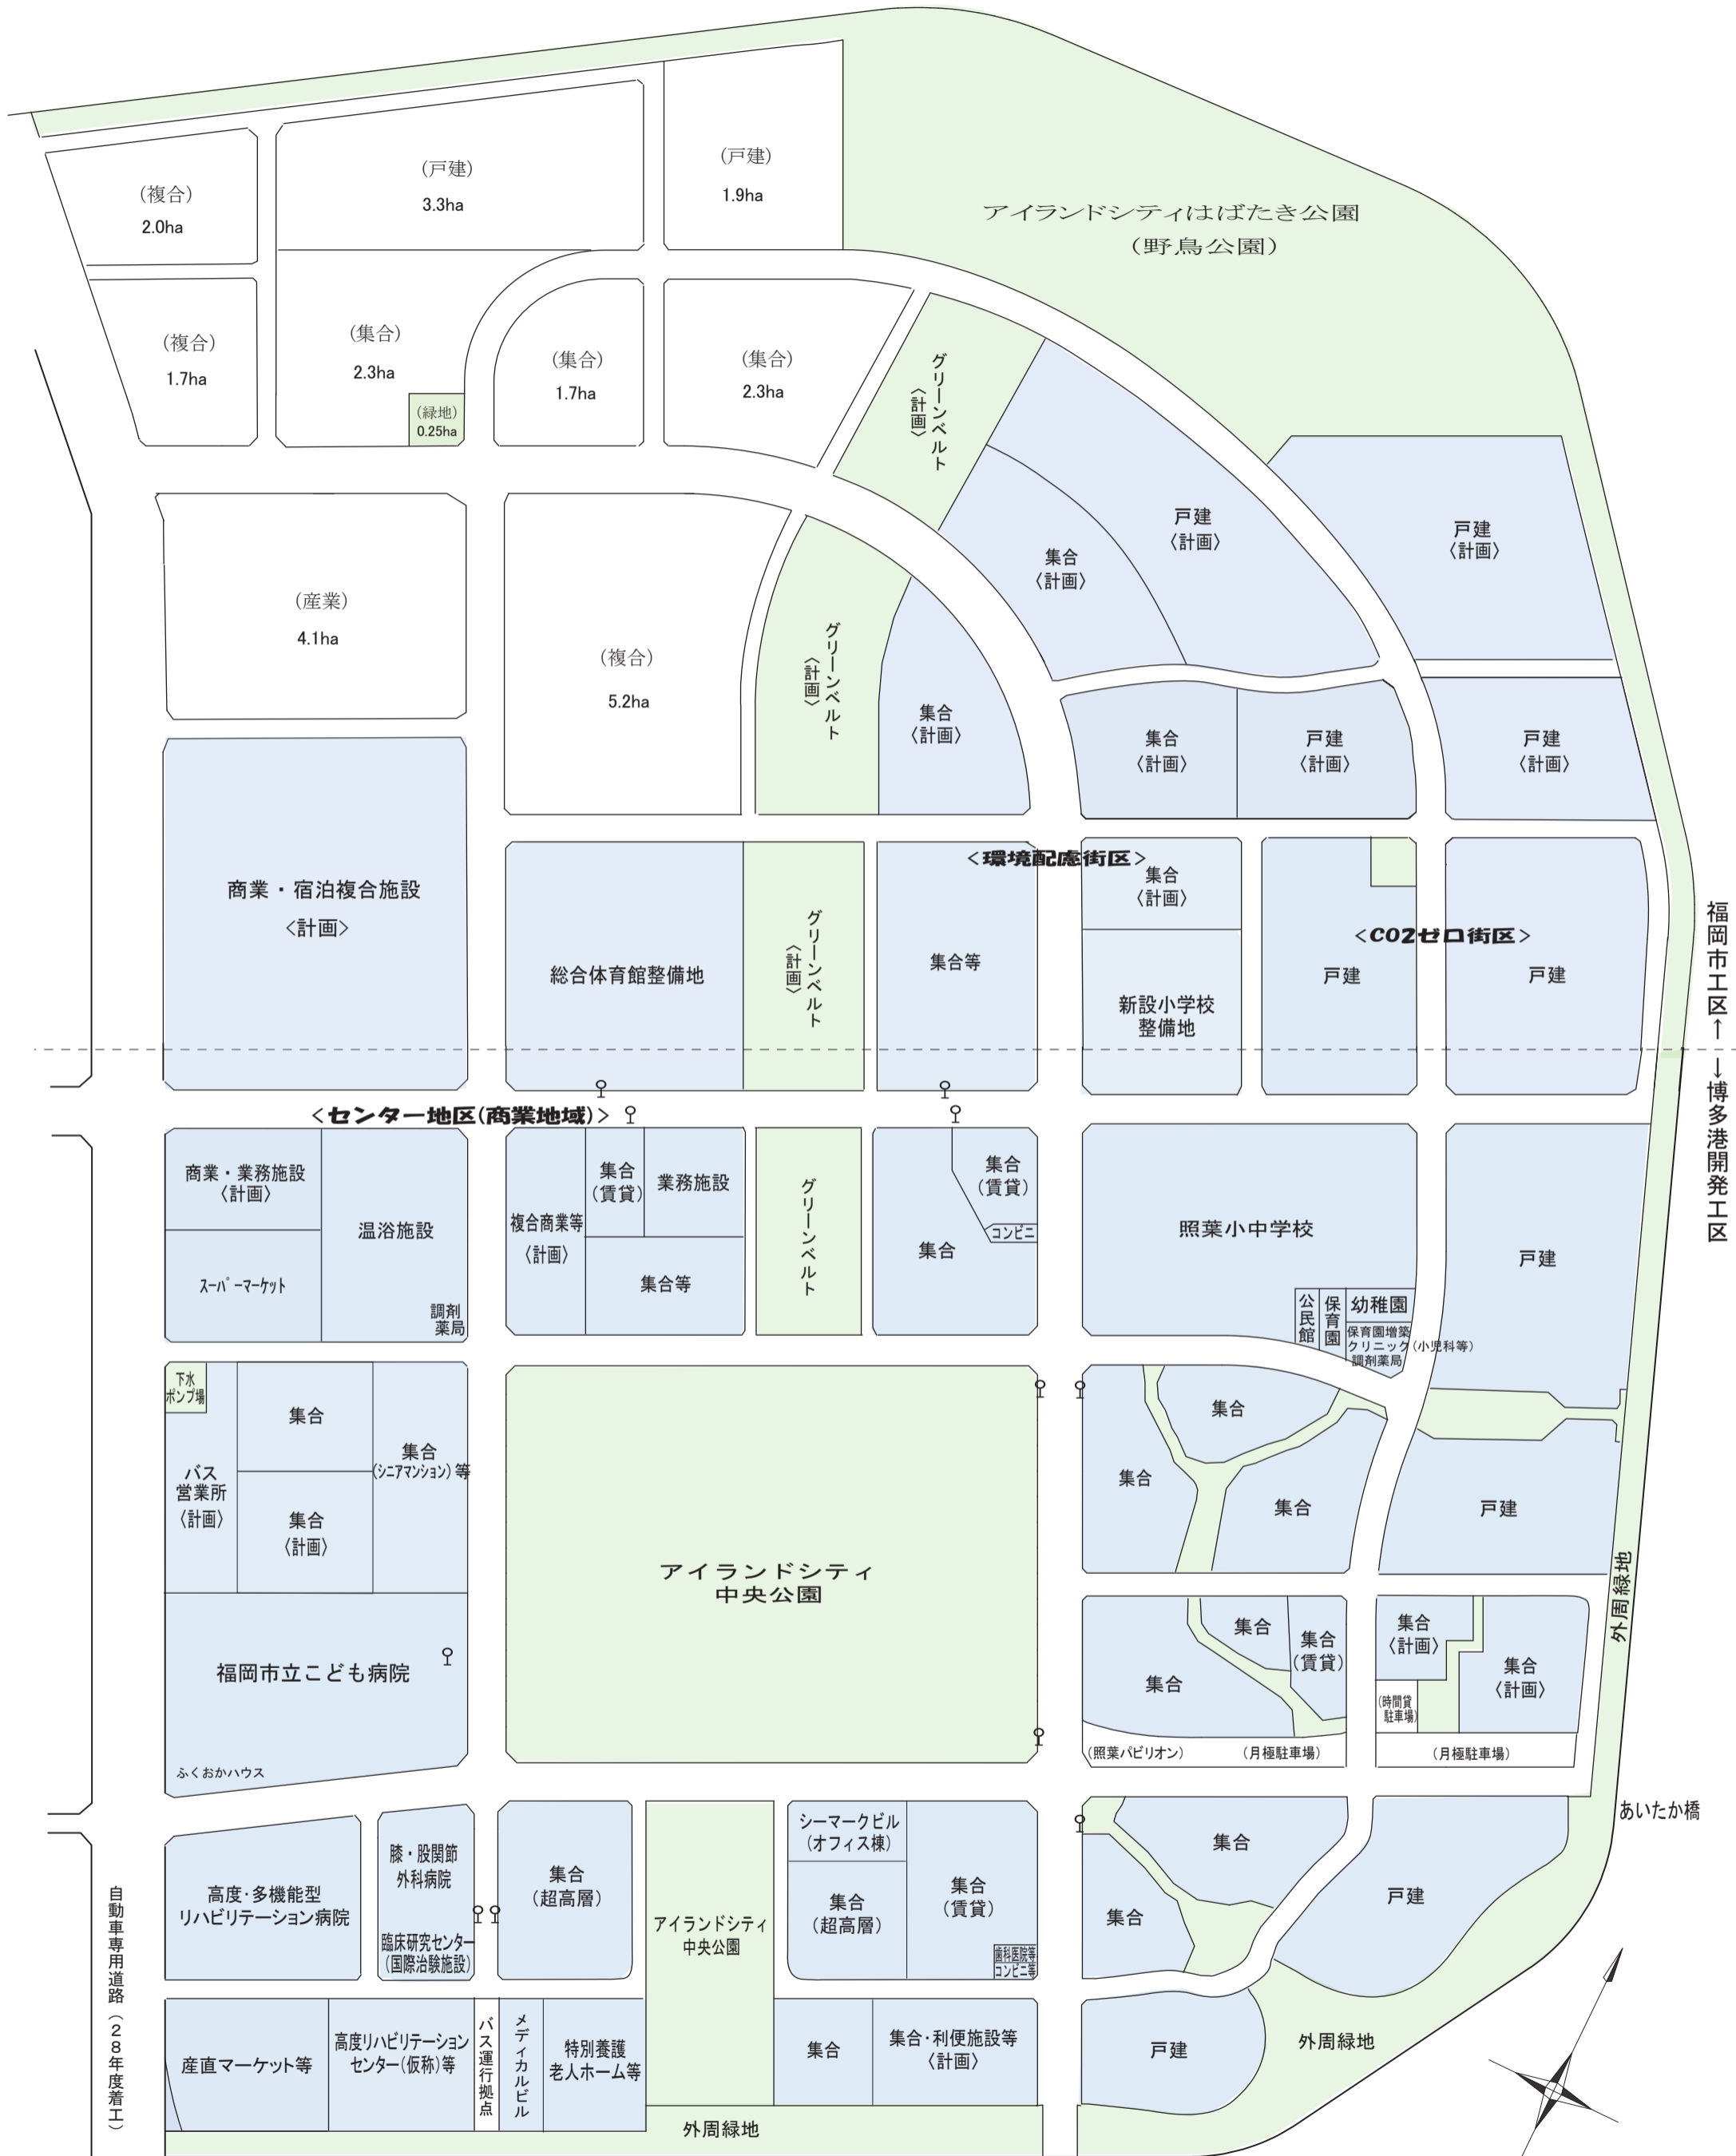 (戸建)
1.9ha
(戸建)
3.3ha
(複合)
2.0ha
アイランドシティはばたき公園
(野鳥公園)
(複合)
1.7ha
(集合)
2.3ha
(緑地)
0.25ha
(集合)
1.7ha
(集合)
2.3ha
グリーンベルト
〈計画〉
戸建
〈計画〉
集合
〈計画〉
戸建
〈計画〉
(産業)
4.1ha
(複合)
5.2ha
グリーンベルト
〈計画〉
集合
〈計画〉
集合
〈計画〉
戸建
〈計画〉
戸建
〈計画〉
商業・宿泊複合施設
<計画>
総合体育館整備地
グリーンベルト
〈計画〉
<環境配慮街区>
集合等
集合
〈計画〉
新設小学校
整備地
<CO2ゼロ街区>
戸建
戸建
福岡市工区→
←博多港開発工区
<センター地区(商業地域)>
商業・業務施設
〈計画〉
温浴施設
スーパーマーケット
調剤
薬局
複合商業等
〈計画〉
集合
(賃貸)
業務施設
集合等
グリーンベルト
集合
(賃貸)
コンビニ
集合
照葉小中学校
公民館
保育園
幼稚園
保育園増築
クリニック(小児科等)
調剤薬局
戸建
下水
ポンプ場
集合
集合
(シニアマンション)等
バス
営業所
〈計画〉
集合
〈計画〉
アイランドシティ
中央公園
集合
集合
集合
戸建
外周緑地
福岡市立こども病院
ふくおかハウス
集合
集合
集合
(賃貸)
(照葉パビリオン)
(月極駐車場)
集合
〈計画〉
集合
〈計画〉
(時間貸
駐車場)
(月極駐車場)
あいたか橋
自動車専用道路(28年度着工)
高度・多機能型
リハビリテーション病院
膝・股関節
外科病院
臨床研究センター
(国際治験施設)
集合
(超高層)
アイランドシティ
中央公園
シーマークビル
(オフィス棟)
集合
(超高層)
集合
(賃貸)
歯科医院等
コンビニ等
集合
集合
戸建
産直マーケット等
高度リハビリテーション
センター(仮称)等
バス運行拠点
メディカルビル
特別養護
老人ホーム等
集合
集合・利便施設等
〈計画〉
戸建
外周緑地
外周緑地